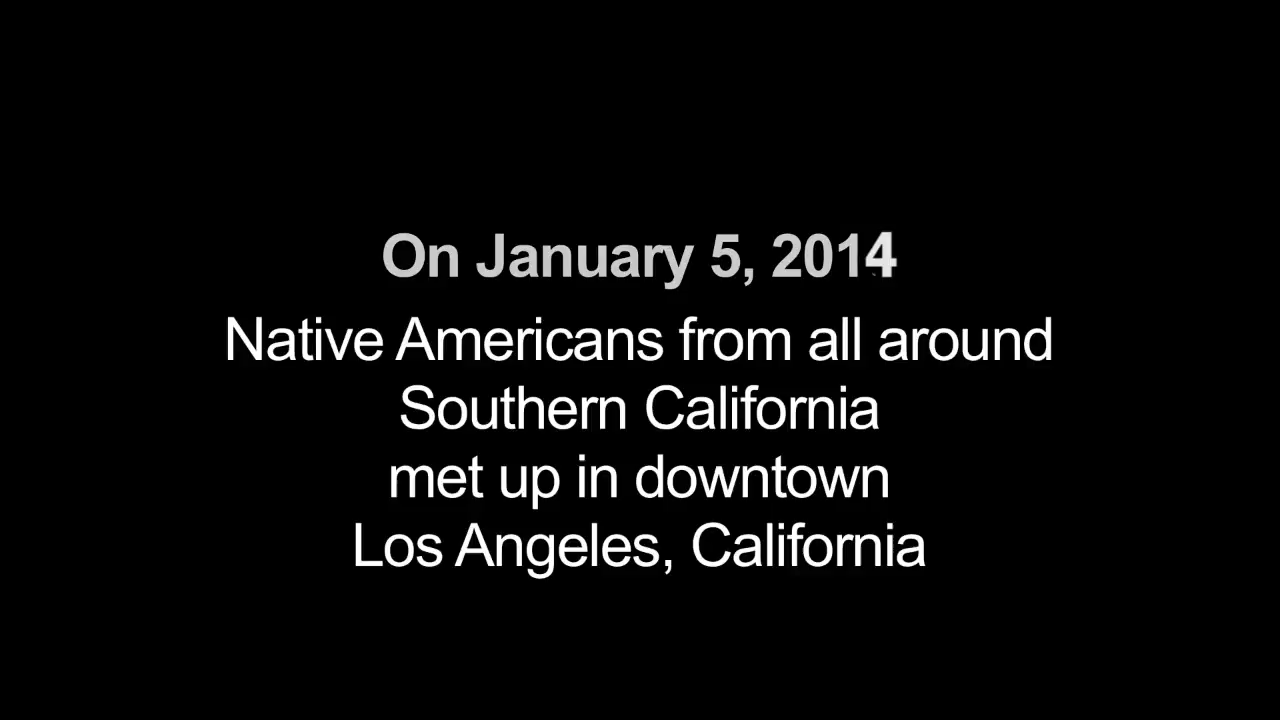 On January 5, 2014
Native Americans from all around
Southern California
met up in downtown
Los Angeles, California